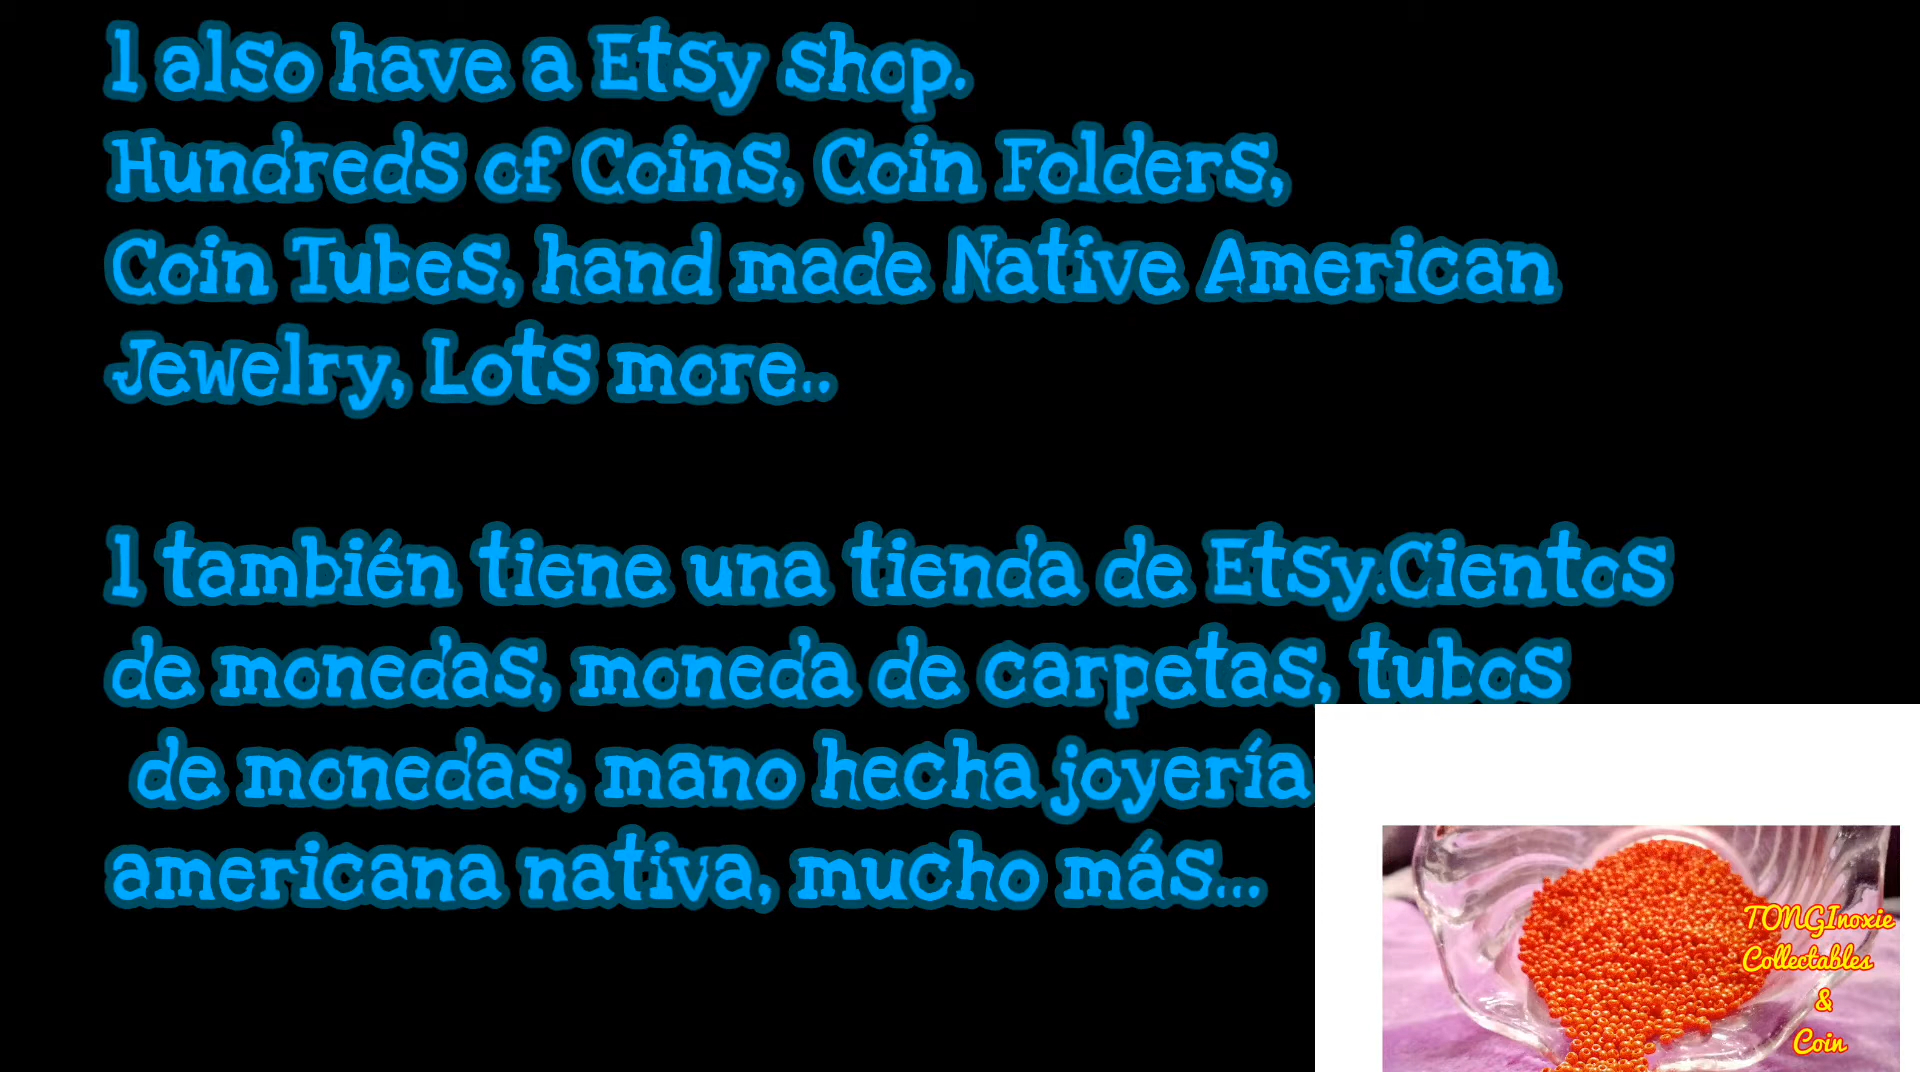 I also have a Etsy shop.
Hundreds of Coins, Coin Folders,
Coin Tubes, hand made Native American
Jewelry, Lots more..
I también tiene una tienda de Etsy.Cientos
de monedas, moneda de carpetas, tubos
de monedas, mano hecha joyería
americana nativa, mucho más...
TONGInoxie
Collectables
&
Coin